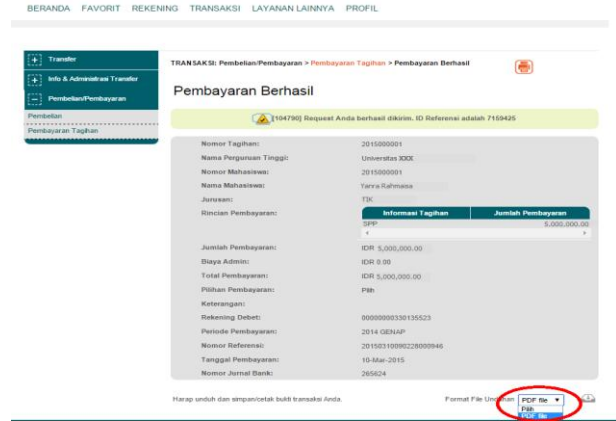 BERANDA FAVORIT REKENING TRANSAKSI LAYANAN LAINNYA PROFIL
[+] Transfer
[+] Info & Administrasi Transfer
[—] Pembelian/Pembayaran
Pembelian
Pembayaran Tagihan
TRANSAKSI: Pembelian/Pembayaran > Pembayaran Tagihan > Pembayaran Berhasil
Pembayaran Berhasil
[104790] Request Anda berhasil dikirim. ID Referensi adalah 7159425
Nomor Tagihan: 2015000001
Nama Perguruan Tinggi: Universitas XXX
Nomor Mahasiswa: 2015000001
Nama Mahasiswa: Yanra Rahmaisa
Jurusan: TIK
Rincian Pembayaran: Informasi Tagihan Jumlah Pembayaran
SPP 5,000,000.00
Jumlah Pembayaran: IDR 5,000,000.00
Biaya Admin: IDR 0.00
Total Pembayaran: IDR 5,000,000.00
Pilihan Pembayaran: Pilih
Keterangan:
Rekening Debet: 00000000330135523
Periode Pembayaran: 2014 GENAP
Nomor Referensi: 20150310090228000946
Tanggal Pembayaran: 10-Mar-2015
Nomor Jurnal Bank: 265624
Harap unduh dan simpan/cetak bukti transaksi Anda. Format File Unduhan PDF file
Pilih
PDF file